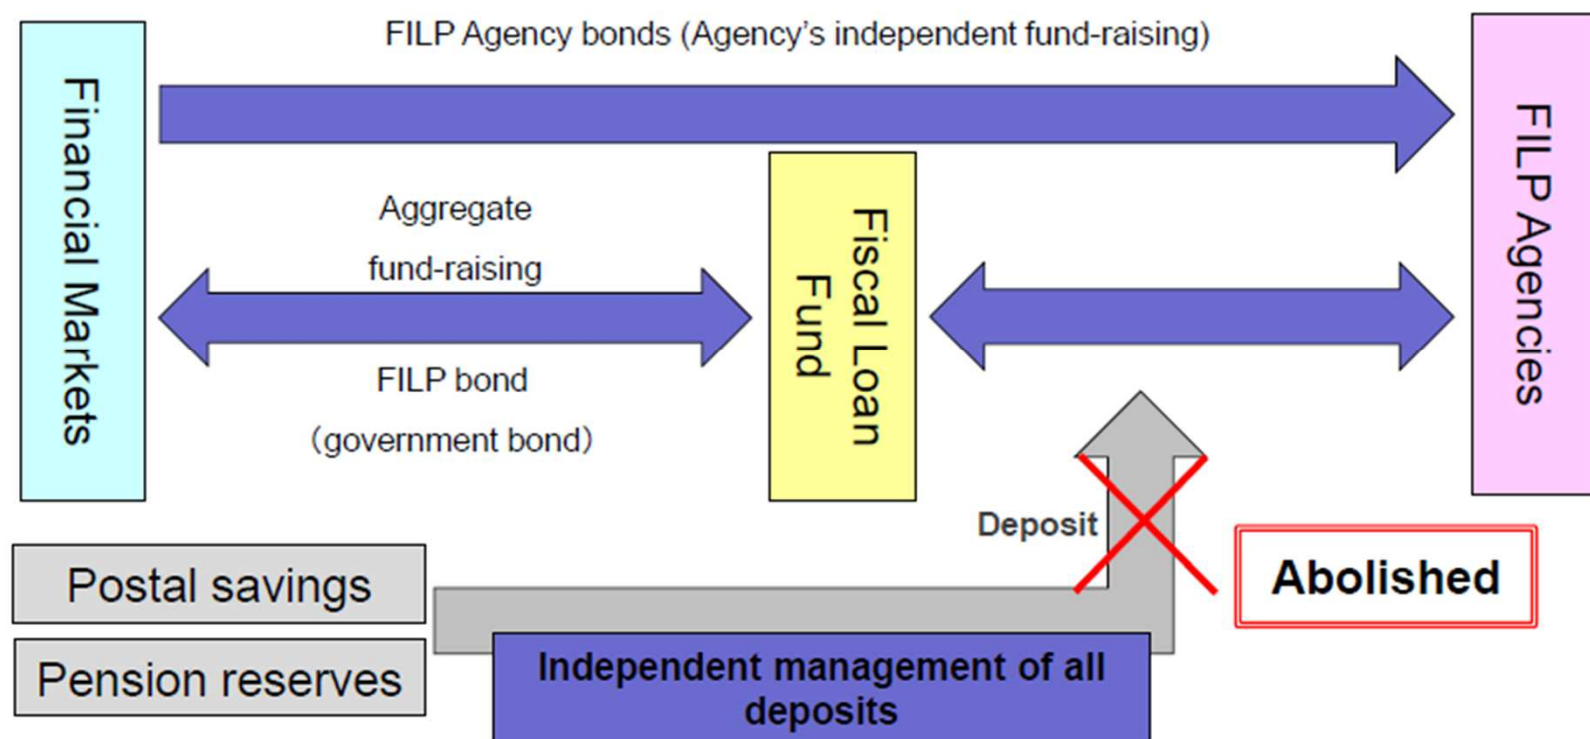 FILP Agency bonds (Agency's independent fund-raising)
Financial Markets
FILP Agencies
Aggregate
fund-raising
Fiscal Loan
Fund
FILP bond
（government bond）
Deposit
Abolished
Postal savings
Pension reserves
Independent management of all
deposits